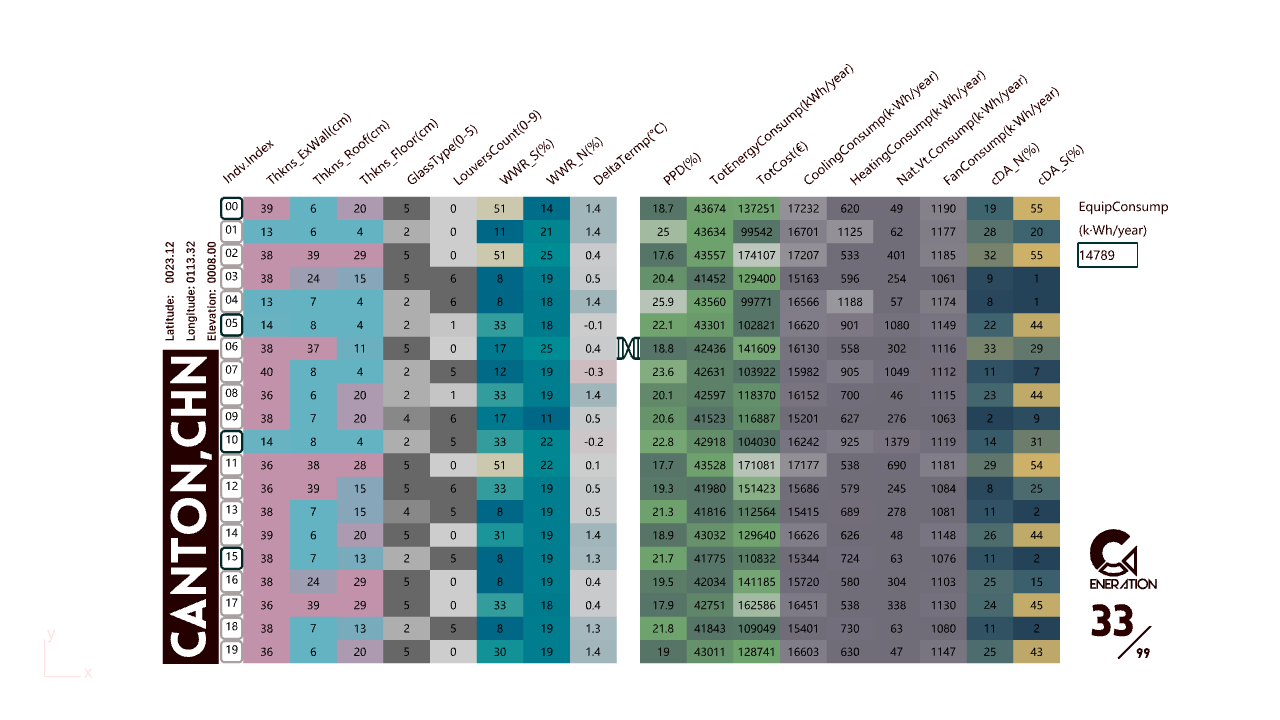 Indv.Index Thkns_ExWall(cm) Thkns_Roof(cm) Thkns_Floor(cm) GlassType(0-5) LouversCount(0-9) WWR_S(%) WWR_N(%) DeltaTermp(°C) PPD(%) TotEnergyConsump(kWh/year) TotCost(€) CoolingConsump(k·Wh/year) HeatingConsump(k·Wh/year) Nat.Vt.Consump(k·Wh/year) FanConsump(k·Wh/year) cDA_N(%) cDA_S(%)
00 39 6 20 5 0 51 14 1.4 18.7 43674 137251 17232 620 49 1190 19 55
01 13 6 4 2 0 11 21 1.4 25 43634 99542 16701 1125 62 1177 28 20
02 38 39 29 5 0 51 25 0.4 17.6 43557 174107 17207 533 401 1185 32 55
03 38 24 15 5 6 8 19 0.5 20.4 41452 129400 15163 596 254 1061 9 1
04 13 7 4 2 6 8 18 1.4 25.9 43560 99771 16566 1188 57 1174 8 1
05 14 8 4 2 1 33 18 -0.1 22.1 43301 102821 16620 901 1080 1149 22 44
06 38 37 11 5 0 17 25 0.4 18.8 42436 141609 16130 558 302 1116 33 29
07 40 8 4 2 5 12 19 -0.3 23.6 42631 103922 15982 905 1049 1112 11 7
08 36 6 20 2 1 33 19 1.4 20.1 42597 118370 16152 700 46 1115 23 44
09 38 7 20 4 6 17 11 0.5 20.6 41523 116887 15201 627 276 1063 2 9
10 14 8 4 2 5 33 22 -0.2 22.8 42918 104030 16242 925 1379 1119 14 31
11 36 38 28 5 0 51 22 0.1 17.7 43528 171081 17177 538 690 1181 29 54
12 36 39 15 5 6 33 19 0.5 19.3 41980 151423 15686 579 245 1084 8 25
13 38 7 15 4 5 8 19 0.5 21.3 41816 112564 15415 689 278 1081 11 2
14 39 6 20 5 0 31 19 1.4 18.9 43032 129640 16626 626 48 1148 26 44
15 38 7 13 2 5 8 19 1.3 21.7 41775 110832 15344 724 63 1076 11 2
16 38 24 29 5 0 8 19 0.4 19.5 42034 141185 15720 580 304 1103 25 15
17 36 39 29 5 0 33 18 0.4 17.9 42751 162586 16451 538 338 1130 24 45
18 38 7 13 2 5 8 19 1.3 21.8 41843 109049 15401 730 63 1080 11 2
19 36 6 20 5 0 30 19 1.4 19 43011 128741 16603 630 47 1147 25 43
Latitude: 0023.12
Longitude: 0113.32
Elevation: 0008.00
CANTON,CHN
EquipConsump
(k·Wh/year)
14789
GENERATION
33/99
y
x